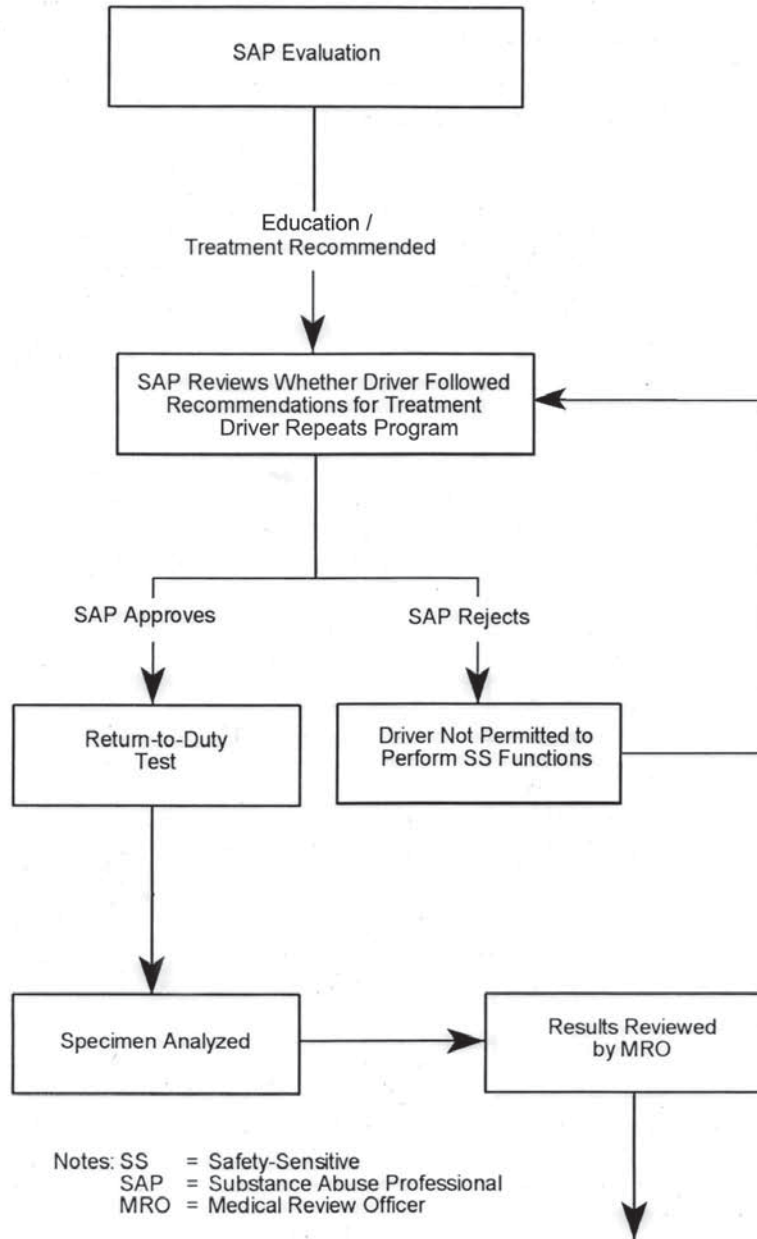 SAP Evaluation
Education /
Treatment Recommended
SAP Reviews Whether Driver Followed
Recommendations for Treatment
Driver Repeats Program
SAP Approves
SAP Rejects
Return-to-Duty
Test
Driver Not Permitted to
Perform SS Functions
Specimen Analyzed
Results Reviewed
by MRO
Notes: SS = Safety-Sensitive
SAP = Substance Abuse Professional
MRO = Medical Review Officer